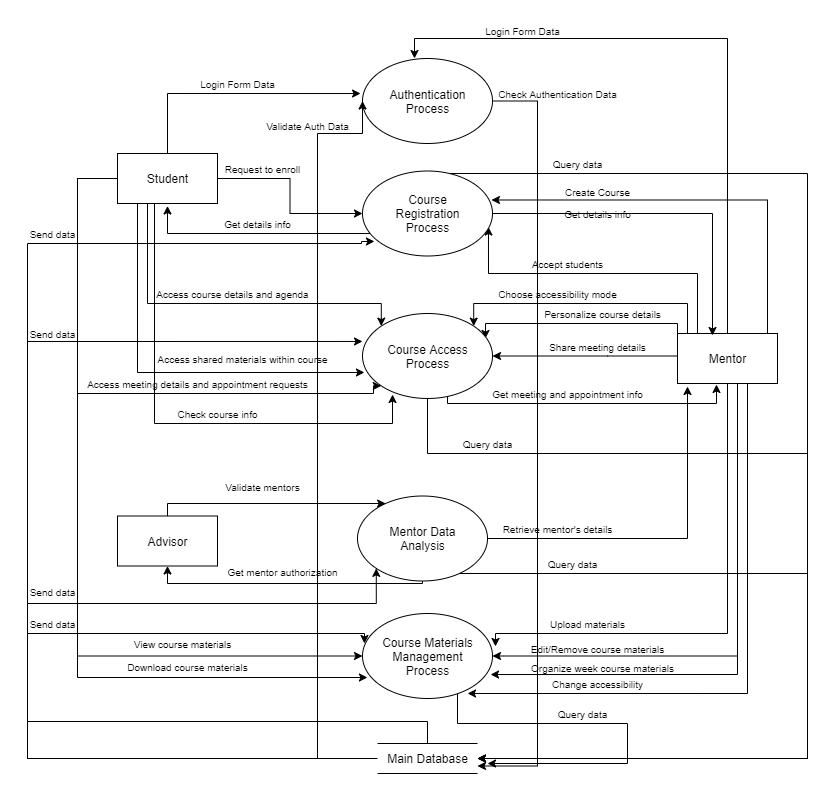 Login Form Data
Login Form Data
Authentication
Process
Check Authentication Data
Validate Auth Data
Query data
Student
Request to enroll
Course
Registration
Process
Create Course
Get details info
Get details info
Send data
Accept students
Access course details and agenda
Choose accessibility mode
Personalize course details
Send data
Course Access
Process
Share meeting details
Mentor
Access shared materials within course
Access meeting details and appointment requests
Get meeting and appointment info
Check course info
Query data
Validate mentors
Advisor
Mentor Data
Analysis
Retrieve mentor's details
Get mentor authorization
Query data
Send data
Send data
Upload materials
View course materials
Course Materials
Management
Process
Edit/Remove course materials
Download course materials
Organize week course materials
Change accessibility
Query data
Main Database